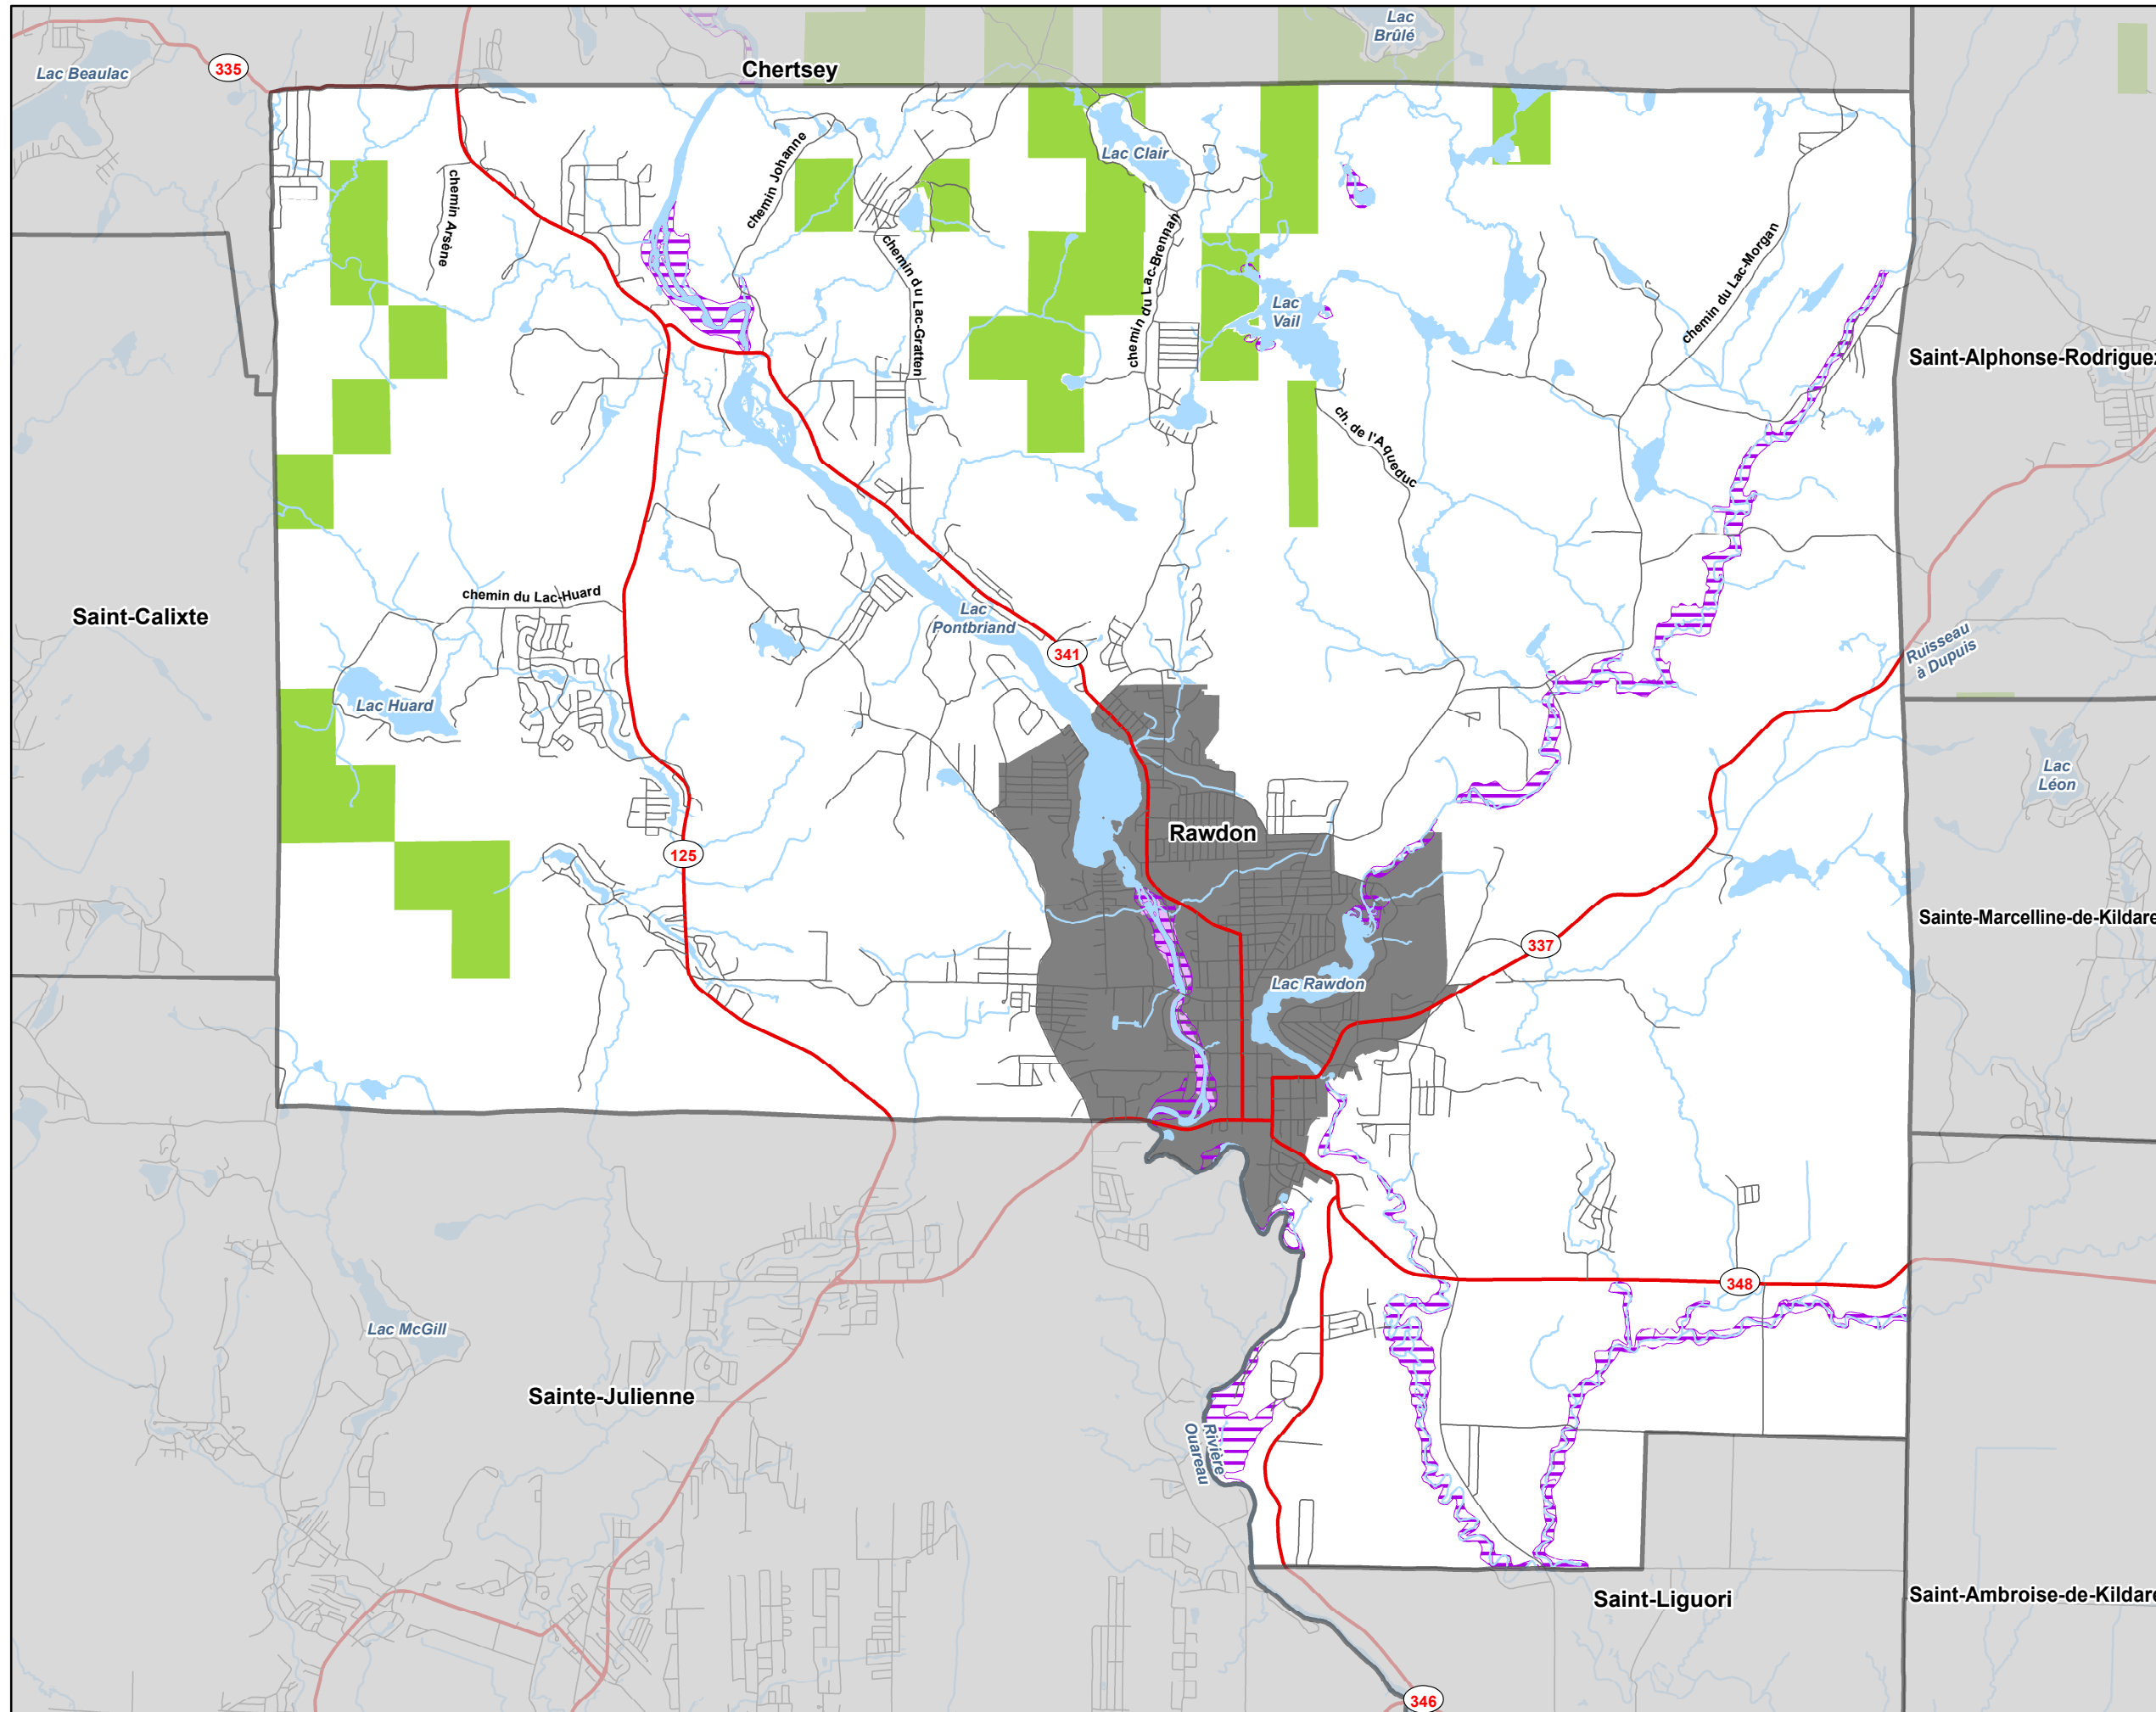 Lac
Brûlé
335
Chertsey
Lac Beaulac
chemin Johanne
Lac Clair
chemin Arsène
chemin du Lac-Brennan
chemin du Lac-Gratten
chemin du Lac-Morgan
Lac
Vail
Saint-Alphonse-Rodriguez
ch. de l'Aqueduc
chemin du Lac-Huard
Saint-Calixte
Lac
Pontbriand
341
Ruisseau
à Dupuis
Lac Huard
Lac
Léon
Rawdon
125
Sainte-Marcelline-de-Kildare
337
Lac Rawdon
348
Lac McGill
Sainte-Julienne
Rivière
Ouareau
Saint-Liguori
Saint-Ambroise-de-Kildare
346